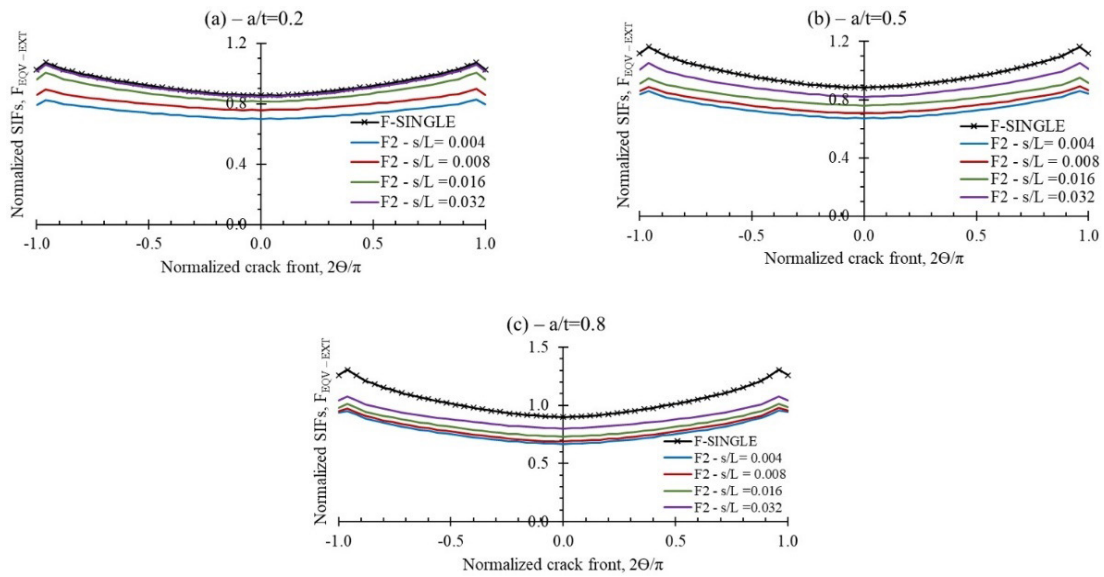 (a) – a/t=0.2
Normalized SIFs, F EQV – EXT
1.2
0.8
0.4
0.0
-1.0 -0.5 0.0 0.5 1.0
Normalized crack front, 2Θ/π
F-SINGLE
F2 - s/L= 0.004
F2 - s/L = 0.008
F2 - s/L =0.016
F2 - s/L =0.032
(b) – a/t=0.5
Normalized SIFs, F EQV – EXT
1.2
0.8
0.4
0.0
-1.0 -0.5 0.0 0.5 1.0
Normalized crack front, 2Θ/π
F-SINGLE
F2 - s/L= 0.004
F2 - s/L = 0.008
F2 - s/L =0.016
F2 - s/L =0.032
(c) – a/t=0.8
Normalized SIFs, F EQV – EXT
1.5
1.0
0.5
0.0
-1.0 -0.5 0.0 0.5 1.0
Normalized crack front, 2Θ/π
F-SINGLE
F2 - s/L= 0.004
F2 - s/L = 0.008
F2 - s/L =0.016
F2 - s/L =0.032